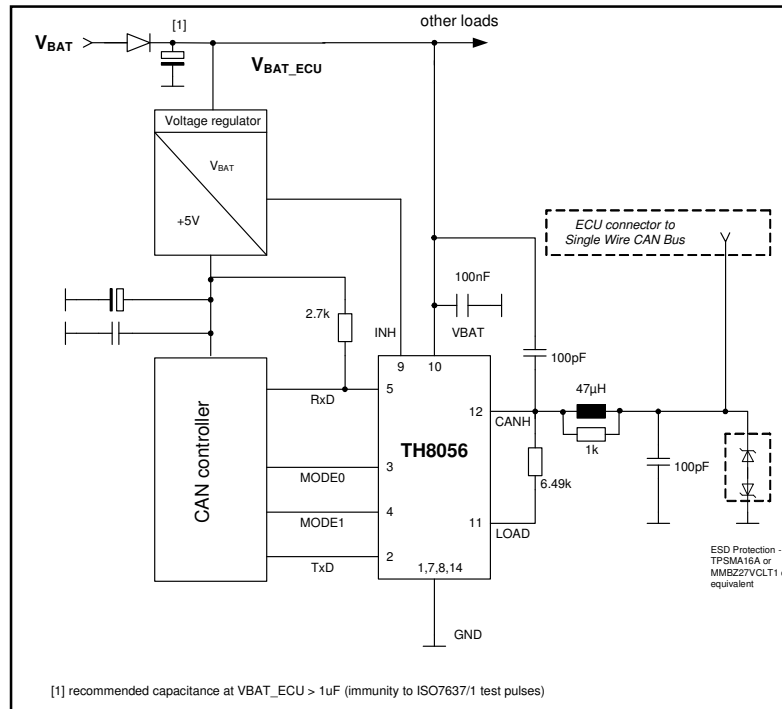 [1]
other loads
VBAT
VBAT_ECU
Voltage regulator
VBAT
+5V
ECU connector to
Single Wire CAN Bus
100nF
2.7k
INH
VBAT
9
10
100pF
47µH
5
RxD
12
CANH
1k
TH8056
CAN controller
3
MODE0
6.49k
100pF
4
MODE1
11
LOAD
2
TxD
1,7,8,14
ESD Protection -
TPSMA16A or
MMBZ27VCLT1
equivalent
GND
[1] recommended capacitance at VBAT_ECU > 1uF (immunity to ISO7637/1 test pulses)